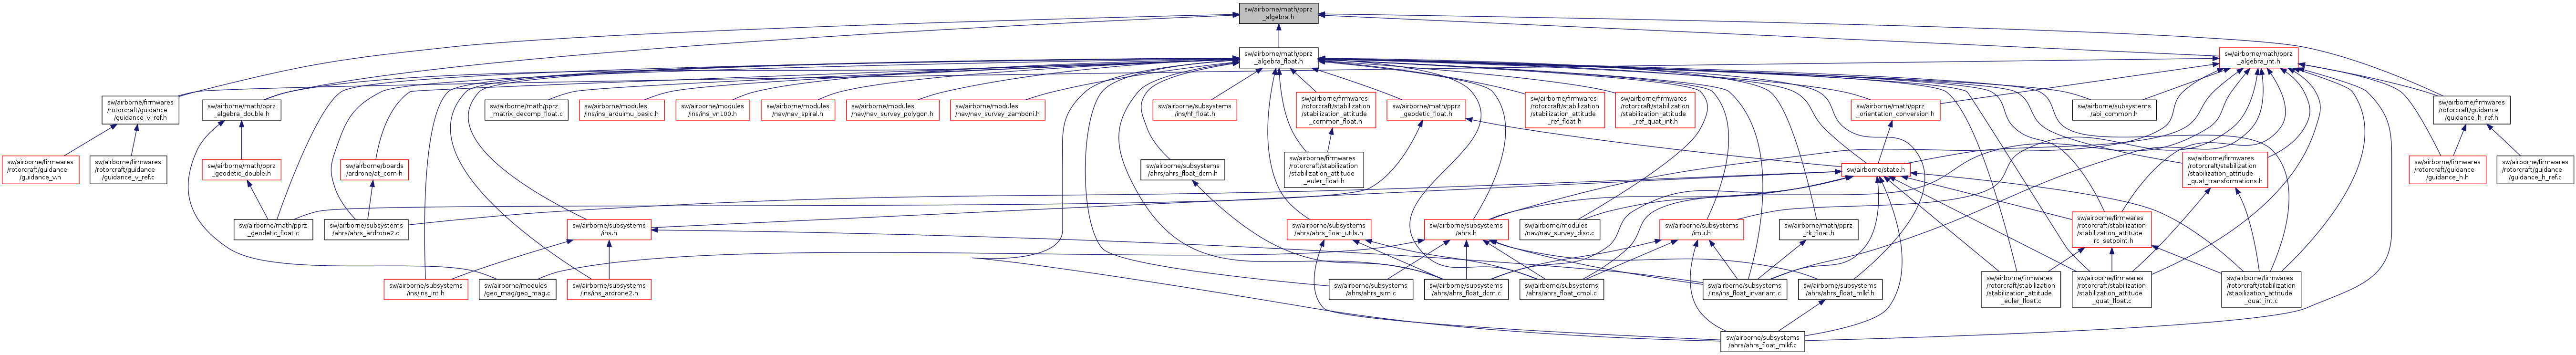 sw/airborne/math/pprz
_algebra.h
sw/airborne/math/pprz
_algebra_float.h
sw/airborne/math/pprz
_algebra_int.h
sw/airborne/firmwares
/rotorcraft/guidance
/guidance_v_ref.h
sw/airborne/math/pprz
_algebra_double.h
sw/airborne/math/pprz
_matrix_decomp_float.c
sw/airborne/modules
/ins/ins_arduimu_basic.h
sw/airborne/modules
/ins/ins_vn100.h
sw/airborne/modules
/nav/nav_spiral.h
sw/airborne/modules
/nav/nav_survey_polygon.h
sw/airborne/modules
/nav/nav_survey_zamboni.h
sw/airborne/subsystems
/ins/hf_float.h
sw/airborne/firmwares
/rotorcraft/stabilization
/stabilization_attitude
_common_float.h
sw/airborne/math/pprz
_geodetic_float.h
sw/airborne/firmwares
/rotorcraft/stabilization
/stabilization_attitude
_ref_float.h
sw/airborne/firmwares
/rotorcraft/stabilization
/stabilization_attitude
_ref_quat_int.h
sw/airborne/math/pprz
_orientation_conversion.h
sw/airborne/subsystems
/abi_common.h
sw/airborne/firmwares
/rotorcraft/guidance
/guidance_h_ref.h
sw/airborne/firmwares
/rotorcraft/guidance
/guidance_v.h
sw/airborne/firmwares
/rotorcraft/guidance
/guidance_v_ref.c
sw/airborne/math/pprz
_geodetic_double.h
sw/airborne/boards
/ardrone/at_com.h
sw/airborne/subsystems
/ahrs/ahrs_float_dcm.h
sw/airborne/firmwares
/rotorcraft/stabilization
/stabilization_attitude
_euler_float.h
sw/airborne/state.h
sw/airborne/firmwares
/rotorcraft/stabilization
/stabilization_attitude
_quat_transformations.h
sw/airborne/firmwares
/rotorcraft/guidance
/guidance_h.h
sw/airborne/firmwares
/rotorcraft/guidance
/guidance_h_ref.c
sw/airborne/math/pprz
_geodetic_float.c
sw/airborne/subsystems
/ahrs/ahrs_ardrone2.c
sw/airborne/subsystems
/ins.h
sw/airborne/subsystems
/ahrs/ahrs_float_utils.h
sw/airborne/subsystems
/ahrs.h
sw/airborne/modules
/nav/nav_survey_disc.c
sw/airborne/subsystems
/imu.h
sw/airborne/math/pprz
_rk_float.h
sw/airborne/firmwares
/rotorcraft/stabilization
/stabilization_attitude
_rc_setpoint.h
sw/airborne/subsystems
/ins/ins_int.h
sw/airborne/modules
/geo_mag/geo_mag.c
sw/airborne/subsystems
/ins/ins_ardrone2.h
sw/airborne/subsystems
/ahrs/ahrs_sim.c
sw/airborne/subsystems
/ahrs/ahrs_float_dcm.c
sw/airborne/subsystems
/ahrs/ahrs_float_cmpl.c
sw/airborne/subsystems
/ins/ins_float_invariant.c
sw/airborne/subsystems
/ahrs/ahrs_float_mlkf.h
sw/airborne/firmwares
/rotorcraft/stabilization
/stabilization_attitude
_euler_float.c
sw/airborne/firmwares
/rotorcraft/stabilization
/stabilization_attitude
_quat_float.c
sw/airborne/firmwares
/rotorcraft/stabilization
/stabilization_attitude
_quat_int.c
sw/airborne/subsystems
/ahrs/ahrs_float_mlkf.c